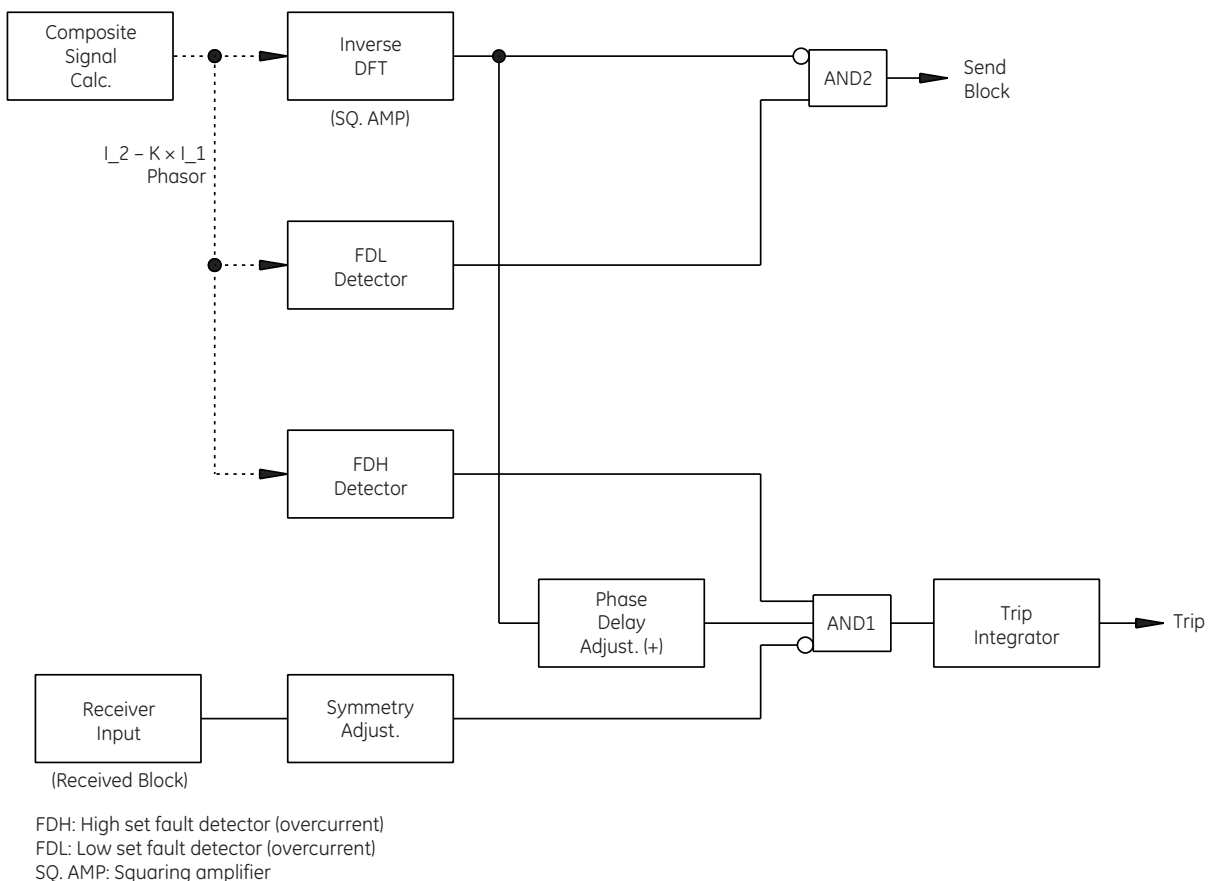 Composite
Signal
Calc.
Inverse
DFT
(SQ. AMP)
AND2
Send
Block
I_2 – K × I_1
Phasor
FDL
Detector
FDH
Detector
Phase
Delay
Adjust. (+)
AND1
Trip
Integrator
Trip
Receiver
Input
(Received Block)
Symmetry
Adjust.
FDH: High set fault detector (overcurrent)
FDL: Low set fault detector (overcurrent)
SQ. AMP: Squaring amplifier